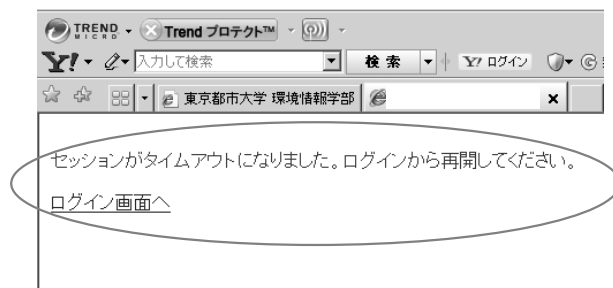 TREND MICRO Trend プロテクト™
Y! 入力して検索 検索 Y! ログイン
東京都市大学 環境情報学部
セッションがタイムアウトになりました。ログインから再開してください。
ログイン画面へ